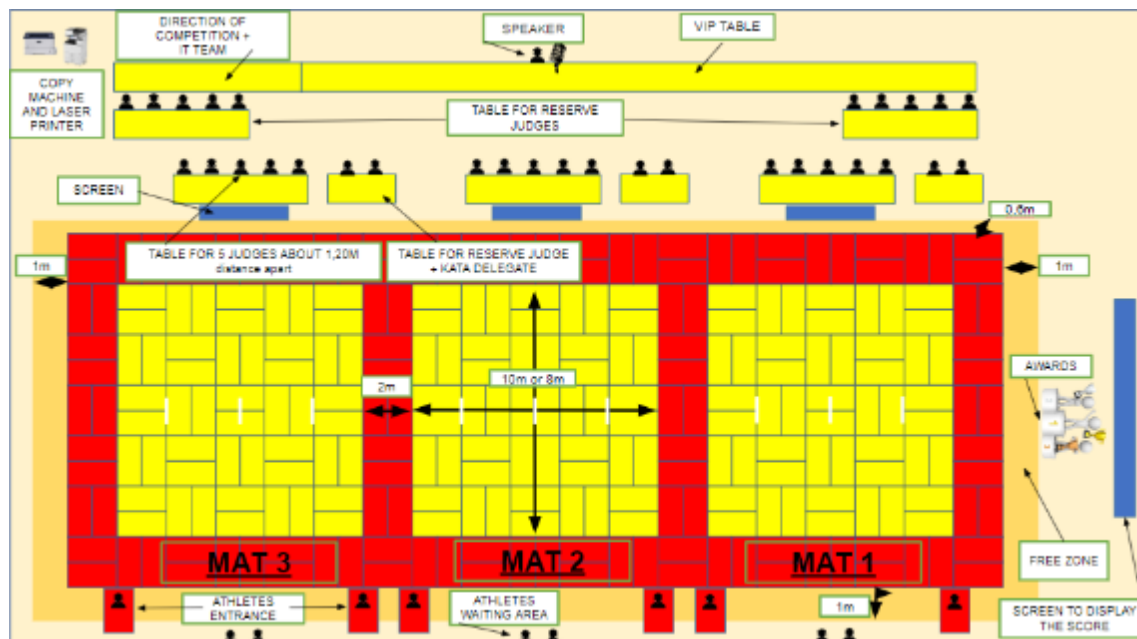 DIRECTION OF
COMPETITION +
IT TEAM
SPEAKER
VIP TABLE
COPY
MACHINE
AND LASER
PRINTER
TABLE FOR RESERVE
JUDGES
SCREEN
0.5m
TABLE FOR 5 JUDGES ABOUT 1,20M
distance apart
TABLE FOR RESERVE JUDGE
+ KATA DELEGATE
1m
1m
10m or 8m
2m
AWARDS
MAT 3
MAT 2
MAT 1
FREE ZONE
ATHLETES
ENTRANCE
ATHLETES
WAITING AREA
1m
SCREEN TO DISPLAY
THE SCORE